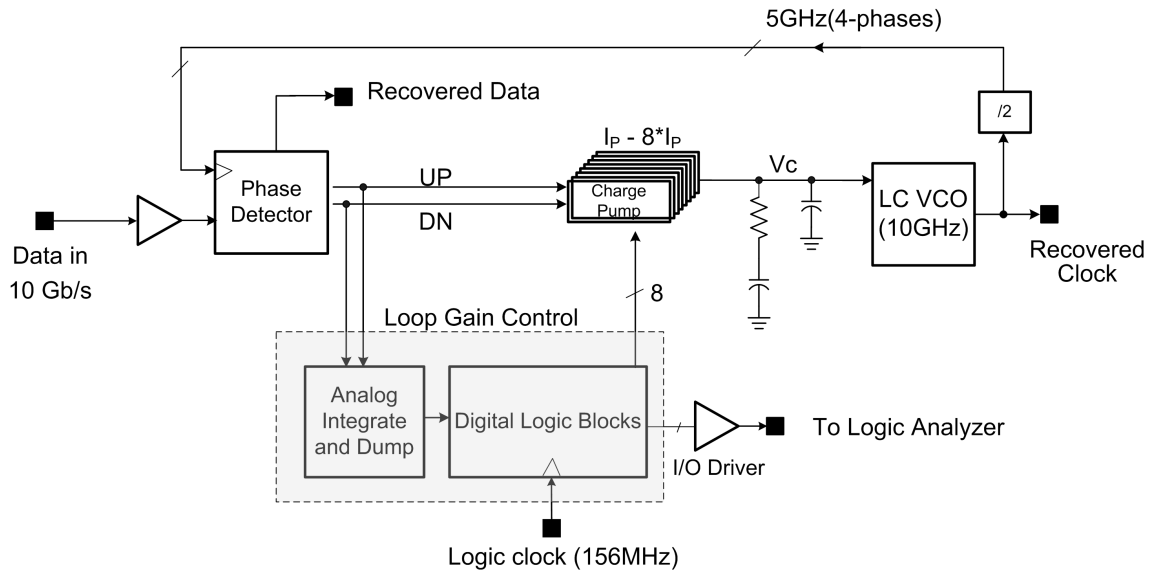 5GHz(4-phases)
/2
Recovered Data
I_P - 8*I_P
Vc
Phase
Detector
UP
DN
Charge
Pump
LC VCO
(10GHz)
Data in
10 Gb/s
Recovered
Clock
8
Loop Gain Control
Analog
Integrate
and Dump
Digital Logic Blocks
To Logic Analyzer
I/O Driver
Logic clock (156MHz)